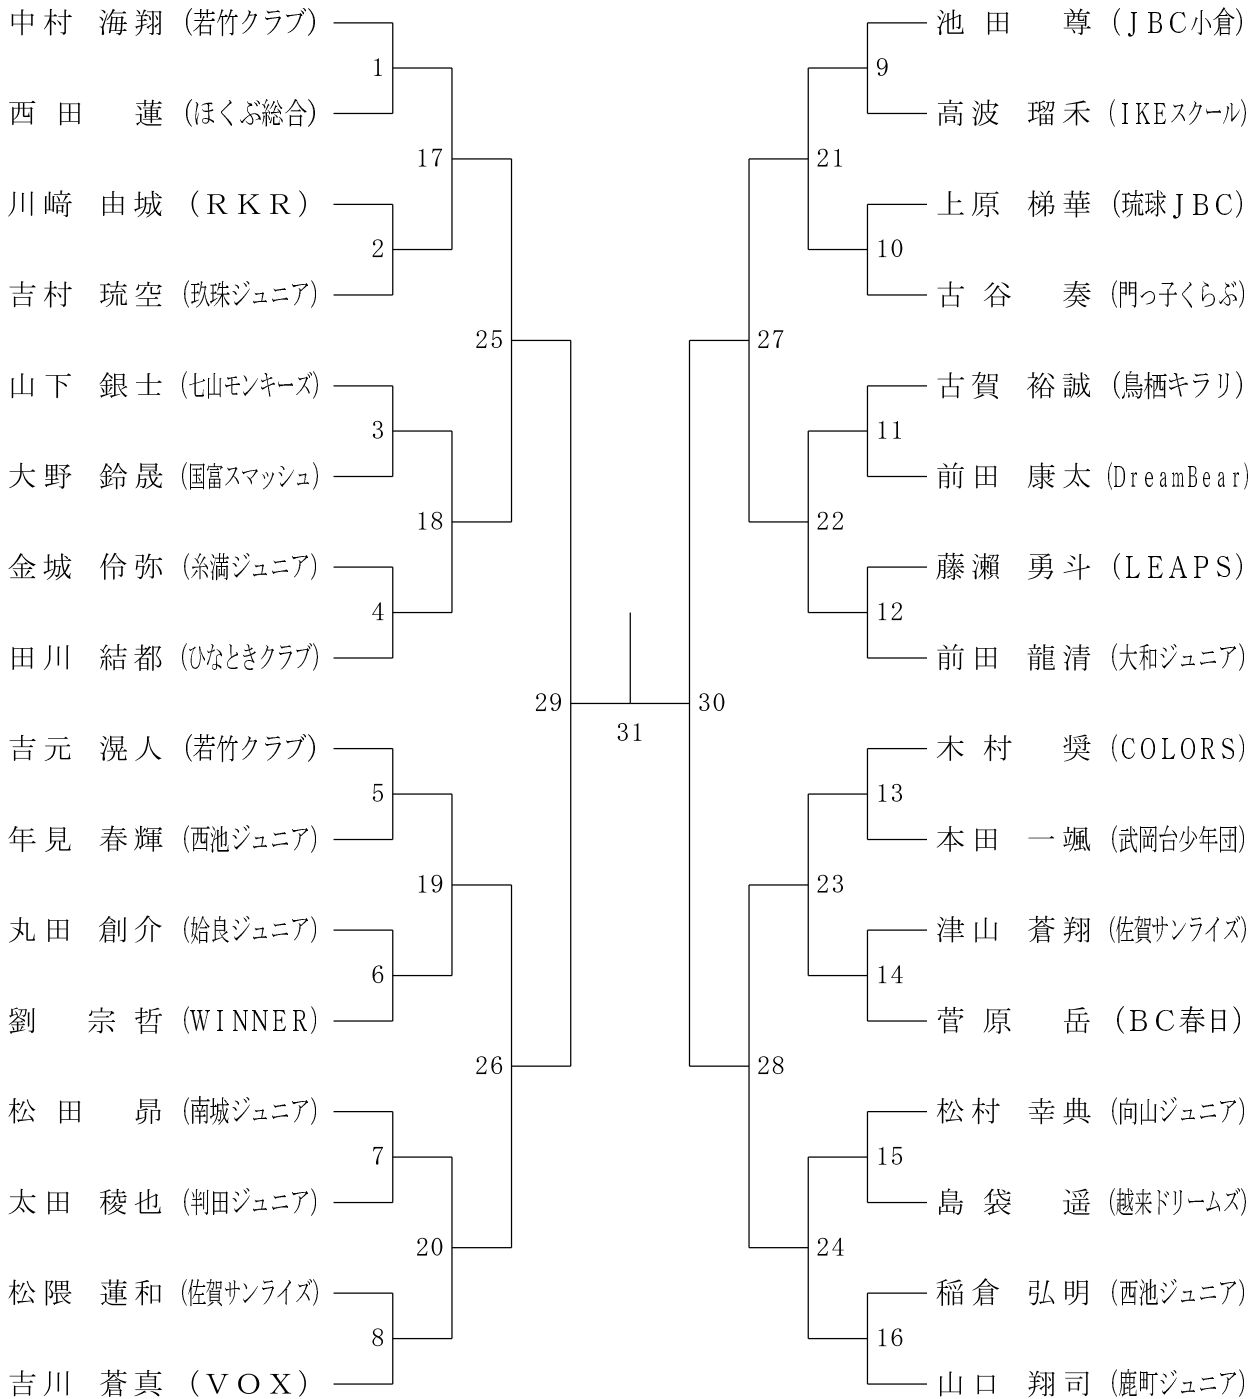 中村 海翔 (若竹クラブ)
1
西田 蓮 (ほくぶ総合)
17
川﨑 由城 (RKR)
2
吉村 琉空 (玖珠ジュニア)
25
山下 銀士 (七山モンキーズ)
3
大野 鈴晟 (国富スマッシュ)
18
金城 伶弥 (糸満ジュニア)
4
田川 結都 (ひなときクラブ)
29
吉元 滉人 (若竹クラブ)
5
年見 春輝 (西池ジュニア)
19
丸田 創介 (姶良ジュニア)
6
劉 宗哲 (WINNER)
26
松田 昴 (南城ジュニア)
7
太田 稜也 (判田ジュニア)
20
松隈 蓮和 (佐賀サンライズ)
8
吉川 蒼真 (VOX)
31
池田 尊 (JBC小倉)
9
高波 瑠禾 (IKEスクール)
21
上原 梯華 (琉球JBC)
10
古谷 奏 (門っ子くらぶ)
27
古賀 裕誠 (鳥栖キラリ)
11
前田 康太 (DreamBear)
22
藤瀬 勇斗 (LEAPS)
12
前田 龍清 (大和ジュニア)
30
木村 奨 (COLORS)
13
本田 一颯 (武岡台少年団)
23
津山 蒼翔 (佐賀サンライズ)
14
菅原 岳 (BC春日)
28
松村 幸典 (向山ジュニア)
15
島袋 遥 (越来ドリームズ)
24
稲倉 弘明 (西池ジュニア)
16
山口 翔司 (鹿町ジュニア)